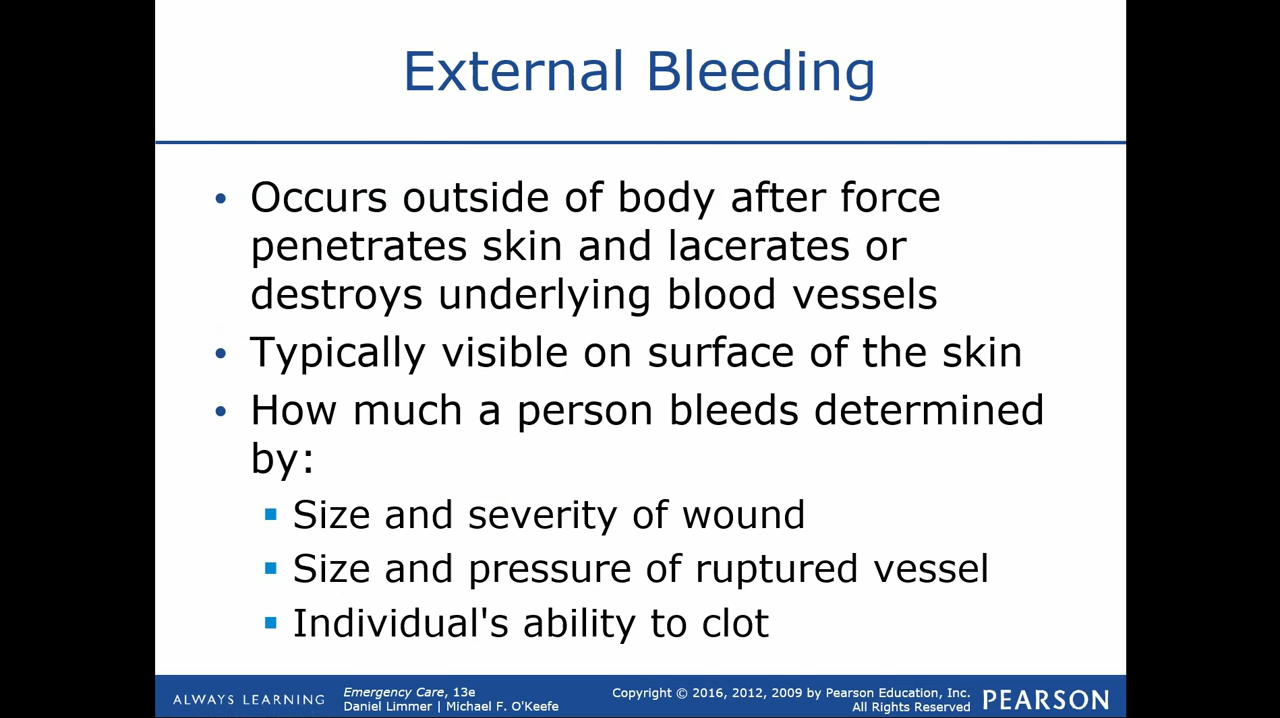 External Bleeding
• Occurs outside of body after force
penetrates skin and lacerates or
destroys underlying blood vessels
• Typically visible on surface of the skin
• How much a person bleeds determined
by:
▪ Size and severity of wound
▪ Size and pressure of ruptured vessel
▪ Individual's ability to clot
ALWAYS LEARNING
Emergency Care, 13e
Daniel Limmer | Michael F. O'Keefe
Copyright © 2016, 2012, 2009 by Pearson Education, Inc.
All Rights Reserved
PEARSON